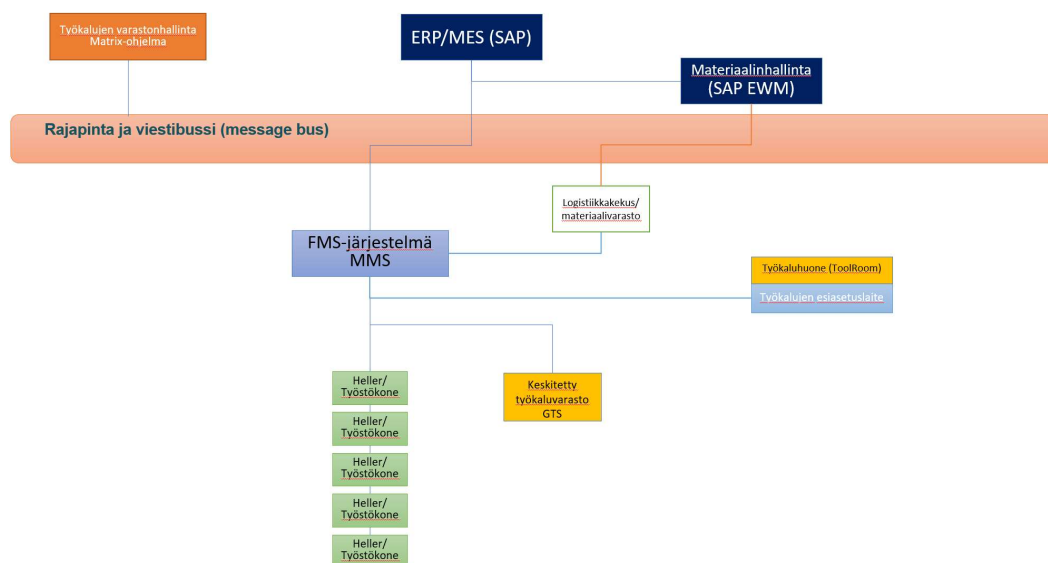 Työkalujen varastonhallinta
Matrix-ohjelma
ERP/MES (SAP)
Materiaalinhallinta
(SAP EWM)
Rajapinta ja viestibussi (message bus)
Logistiikkakekus/
materiaalivarasto
FMS-järjestelmä
MMS
Työkaluhuone (ToolRoom)
Työkalujen esiasetuslaite
Heller/
Työstökone
Keskitetty
työkaluvarasto
GTS
Heller/
Työstökone
Heller/
Työstökone
Heller/
Työstökone
Heller/
Työstökone